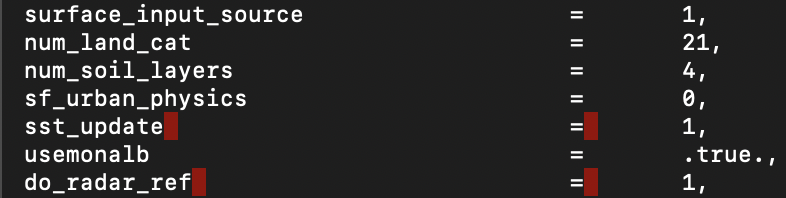 surface_input_source = 1,
num_land_cat = 21,
num_soil_layers = 4,
sf_urban_physics = 0,
sst_update = 1,
usemonalb = .true.,
do_radar_ref = 1,